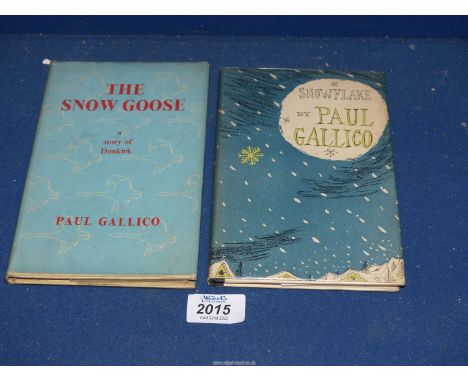 THE
SNOW GOOSE
a
story of
Dunkirk
PAUL GALLICO
SNOWFLAKE
BY PAUL
GALLICO
2015